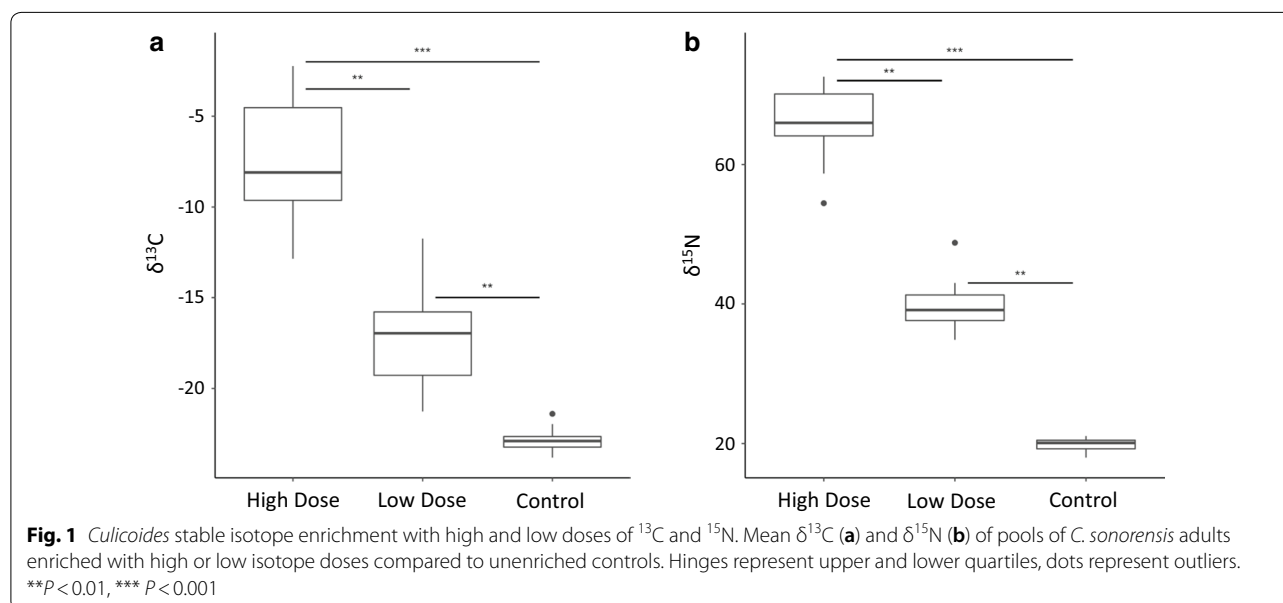 a
***
**
**
-5
-10
-15
-20
δ¹³C
High Dose Low Dose Control
b
***
**
**
60
40
20
δ¹⁵N
High Dose Low Dose Control
Fig. 1 Culicoides stable isotope enrichment with high and low doses of ¹³C and ¹⁵N. Mean δ¹³C (a) and δ¹⁵N (b) of pools of C. sonorensis adults
enriched with high or low isotope doses compared to unenriched controls. Hinges represent upper and lower quartiles, dots represent outliers.
**P < 0.01, *** P < 0.001